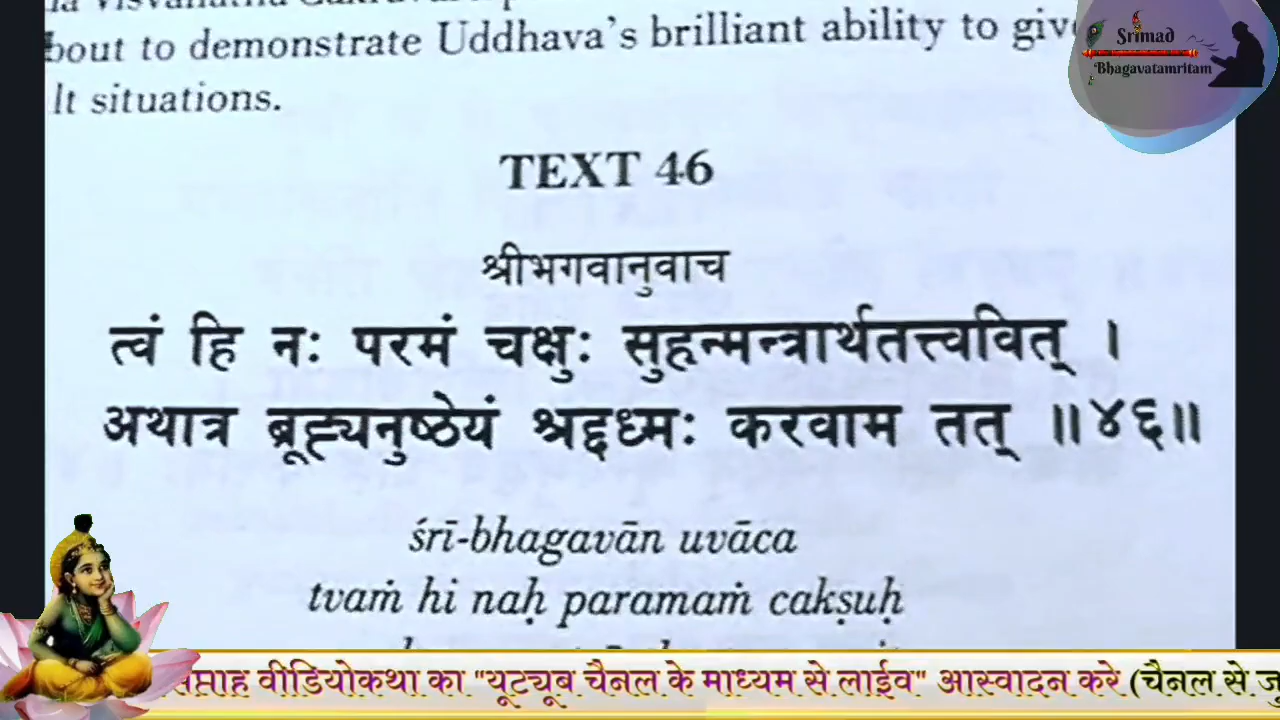 bout to demonstrate Uddhava's brilliant ability to giv
lt situations.
Srimad
Bhagavatamritam
TEXT 46
श्रीभगवानुवाच
त्वं हि नः परमं चक्षुः सुहृन्मन्त्रार्थतत्त्ववित् ।
अथात्र ब्रूह्यनुष्ठेयं श्रद्दध्मः करवाम तत् ॥४६॥
śrī-bhagavān uvāca
tvaṁ hi naḥ paramaṁ cakṣuḥ
सप्ताह वीडियोकथा का "यूट्यूब चैनल के माध्यम से लाईव" आस्वादन करे (चैनल से जु